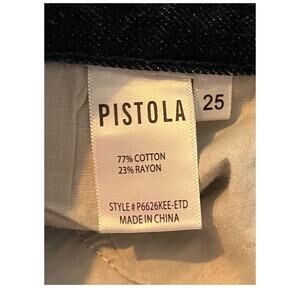 PISTOLA
25
77% COTTON
23% RAYON
STYLE # P6626KEE-ETD
MADE IN CHINA